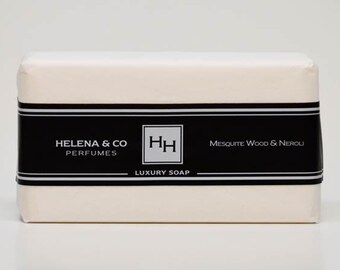 HELENA & CO
PERFUMES
HH
LUXURY SOAP
MESQUITE WOOD & NEROLI